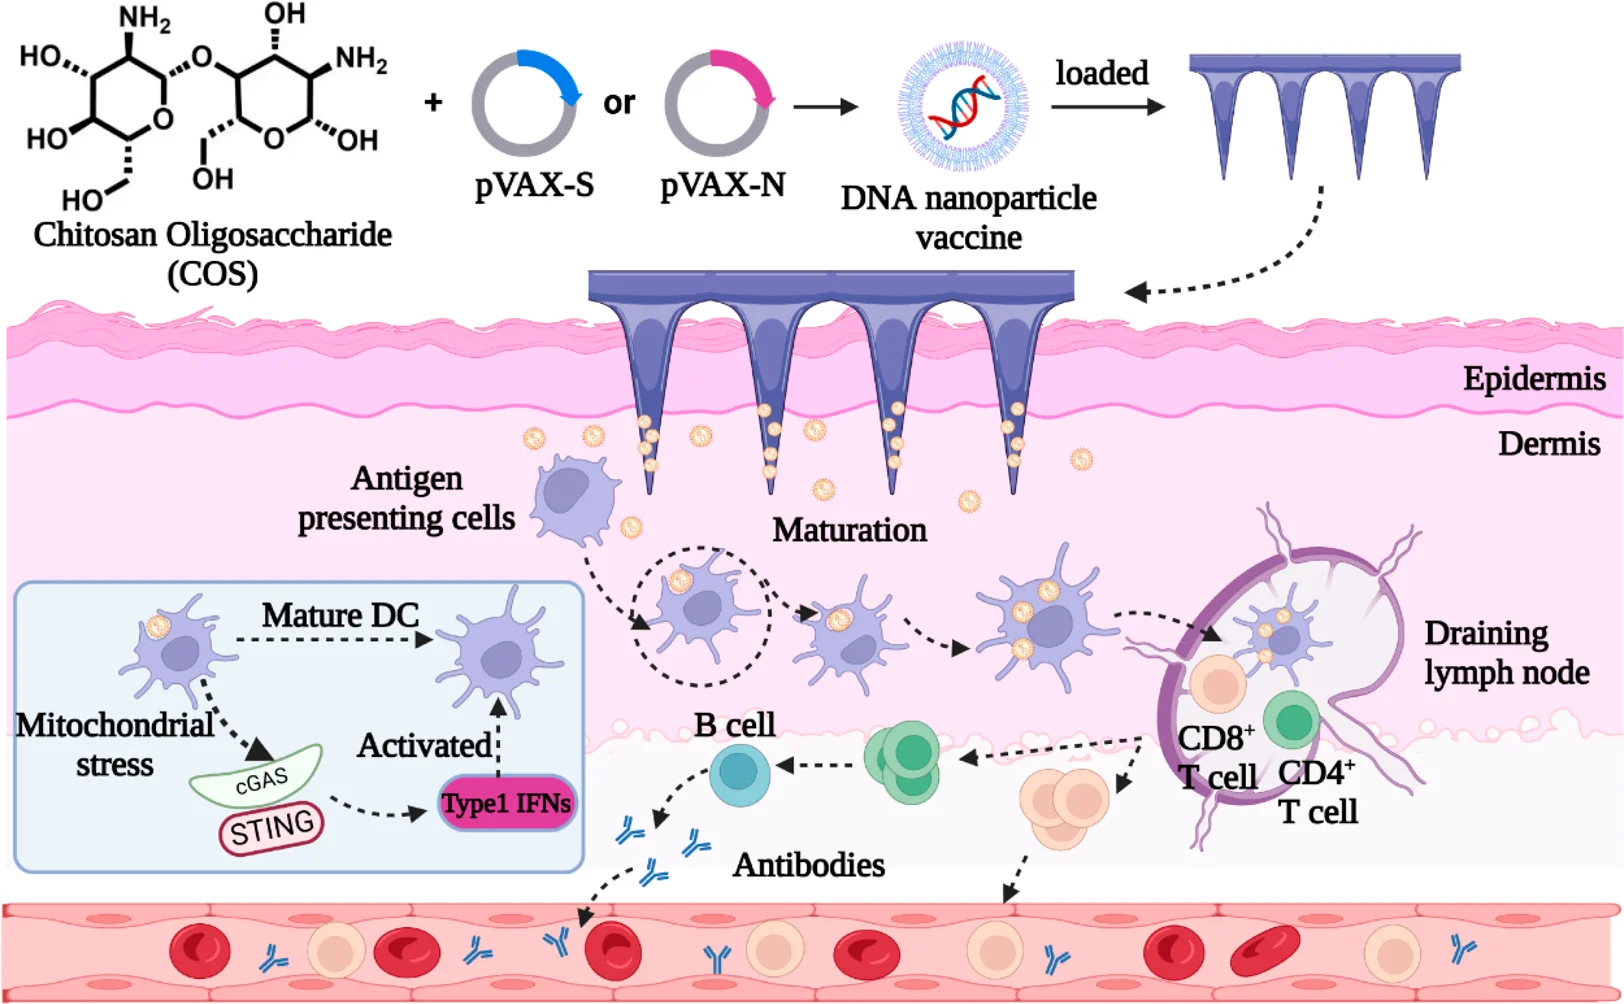 NH2
OH
HO
O
NH2
O
O
HO
OH
OH
HO
Chitosan Oligosaccharide
(COS)
+
pVAX-S
or
pVAX-N
DNA nanoparticle
vaccine
loaded
Epidermis
Dermis
Antigen
presenting cells
Maturation
Mature DC
Mitochondrial
stress
cGAS
STING
Activated
Type1 IFNs
B cell
Antibodies
Draining
lymph node
CD8+
T cell
CD4+
T cell